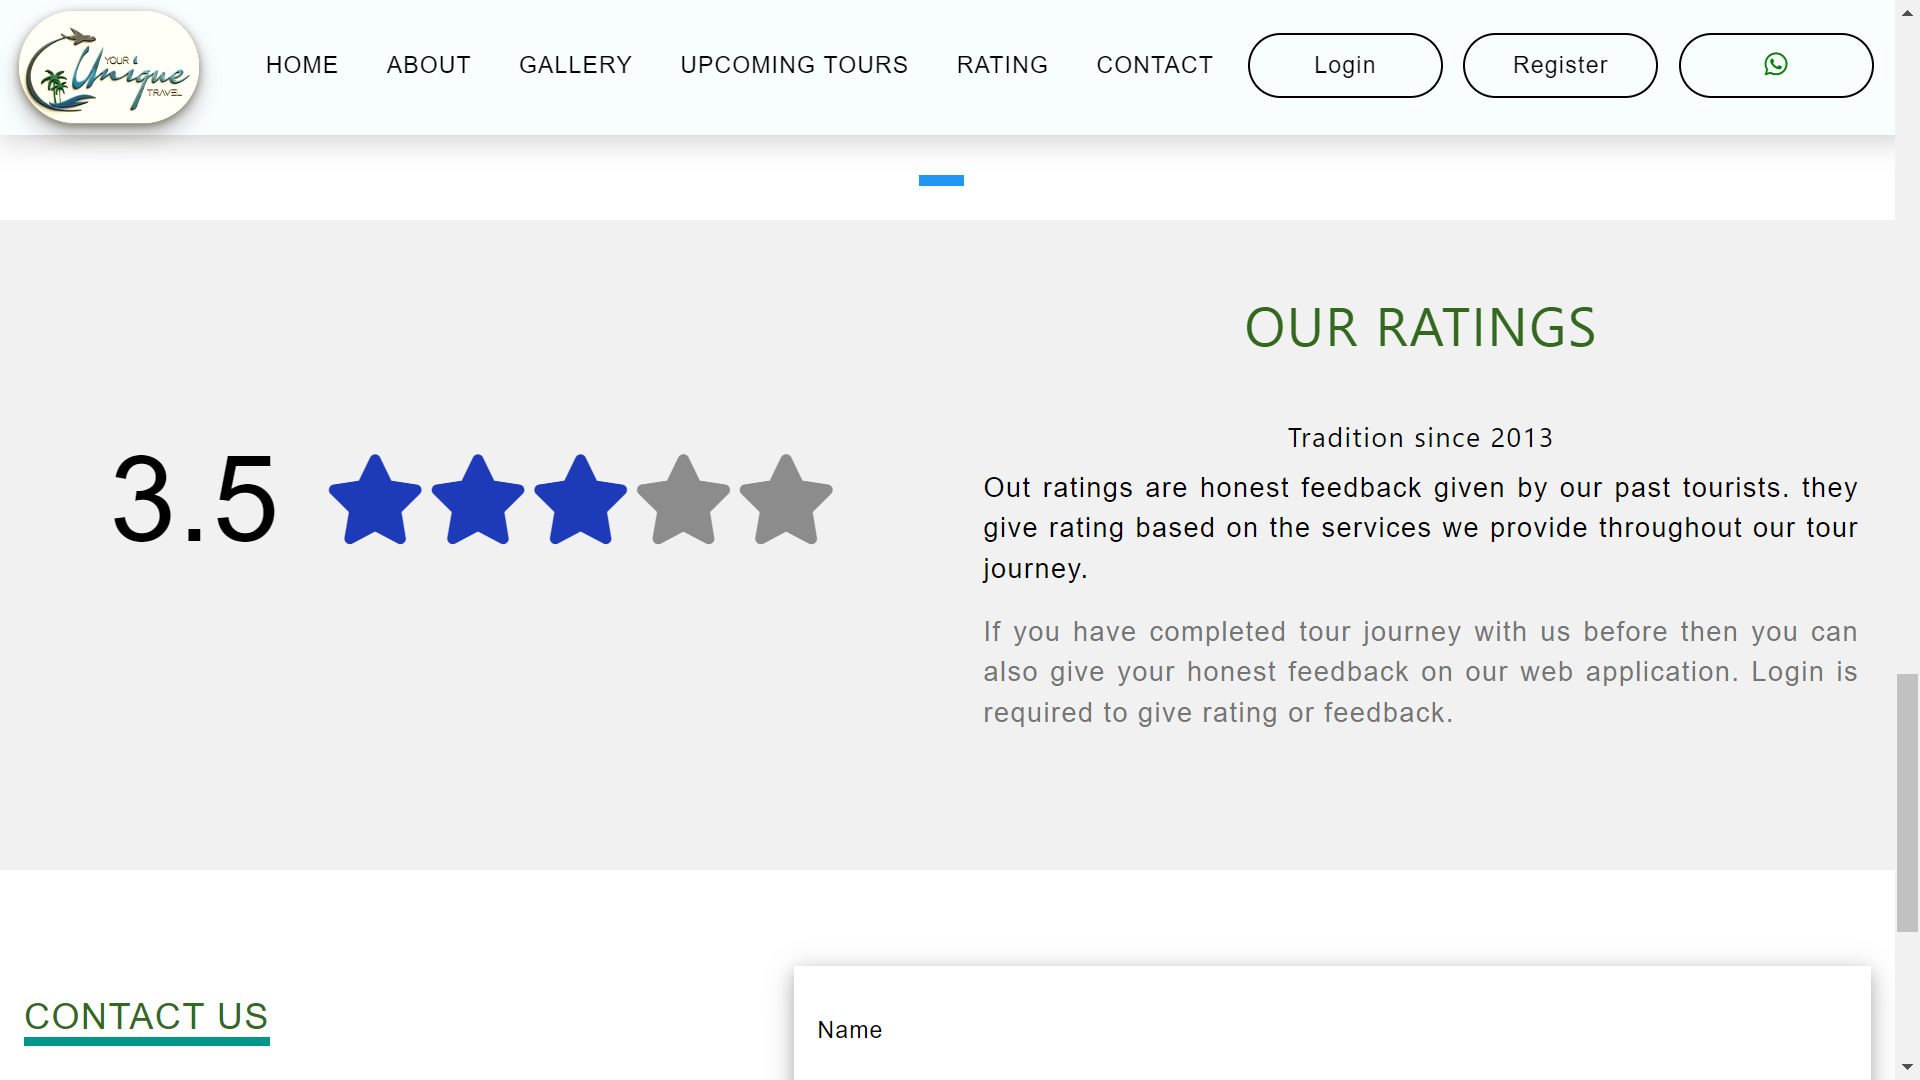 YOUR
Unique
TRAVEL
HOME
ABOUT
GALLERY
UPCOMING TOURS
RATING
CONTACT
Login
Register
OUR RATINGS
3.5
Tradition since 2013
Out ratings are honest feedback given by our past tourists. they
give rating based on the services we provide throughout our tour
journey.
If you have completed tour journey with us before then you can
also give your honest feedback on our web application. Login is
required to give rating or feedback.
CONTACT US
Name